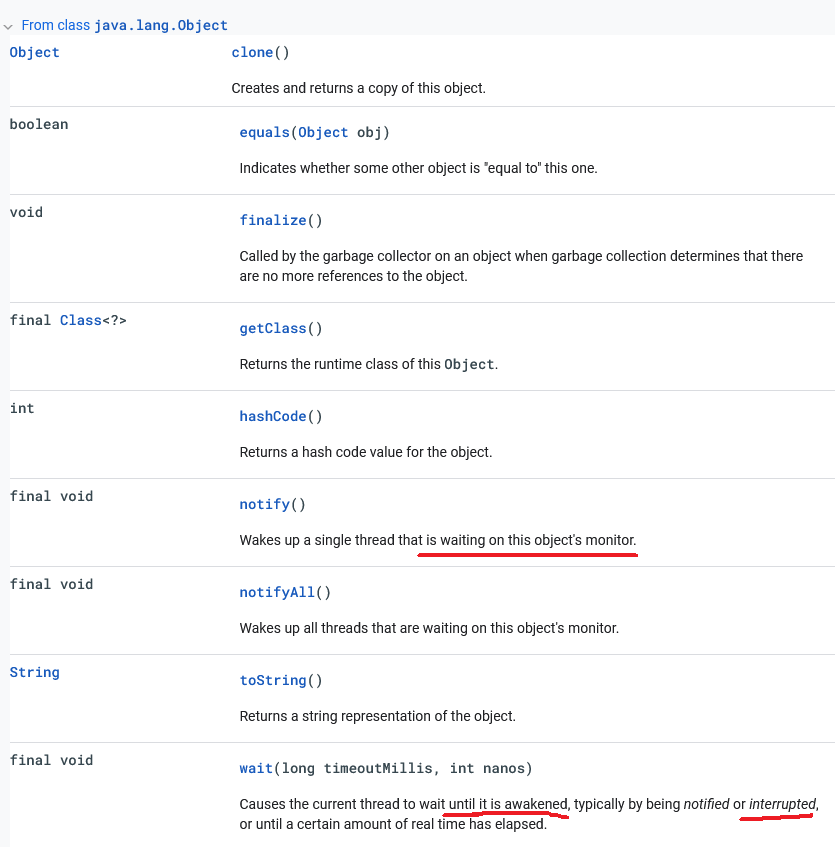 From class java.lang.Object
Object clone()
Creates and returns a copy of this object.
boolean equals(Object obj)
Indicates whether some other object is "equal to" this one.
void finalize()
Called by the garbage collector on an object when garbage collection determines that there
are no more references to the object.
final Class<?> getClass()
Returns the runtime class of this Object.
int hashCode()
Returns a hash code value for the object.
final void notify()
Wakes up a single thread that is waiting on this object's monitor.
final void notifyAll()
Wakes up all threads that are waiting on this object's monitor.
String toString()
Returns a string representation of the object.
final void wait(long timeoutMillis, int nanos)
Causes the current thread to wait until it is awakened, typically by being notified or interrupted,
or until a certain amount of real time has elapsed.